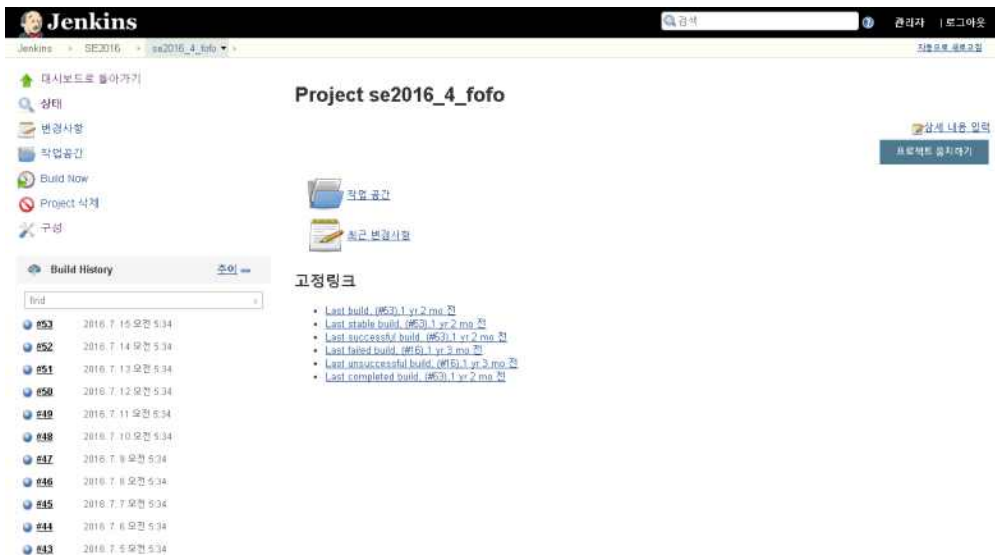 Jenkins
검색
관리자 | 로그아웃
Jenkins SE2016 se2016_4_fofo
자동으로 새로고침
대시보드로 돌아가기
상태
변경사항
작업공간
Build Now
Project 삭제
구성
Build History 추이
find x
#53 2016. 7. 15 오전 5:34
#52 2016. 7. 14 오전 5:34
#51 2016. 7. 13 오전 5:34
#50 2016. 7. 12 오전 5:34
#49 2016. 7. 11 오전 5:34
#48 2016. 7. 10 오전 5:34
#47 2016. 7. 9 오전 5:34
#46 2016. 7. 8 오전 5:34
#45 2016. 7. 7 오전 5:34
#44 2016. 7. 6 오전 5:34
#43 2016. 7. 5 오전 5:34
Project se2016_4_fofo
상세 내용 입력
프로젝트 중지하기
작업 공간
최근 변경사항
고정링크
Last build, (#53),1 yr 2 mo 전
Last stable build, (#53),1 yr 2 mo 전
Last successful build, (#53),1 yr 2 mo 전
Last failed build, (#16),1 yr 3 mo 전
Last unsuccessful build, (#16),1 yr 3 mo 전
Last completed build, (#53),1 yr 2 mo 전